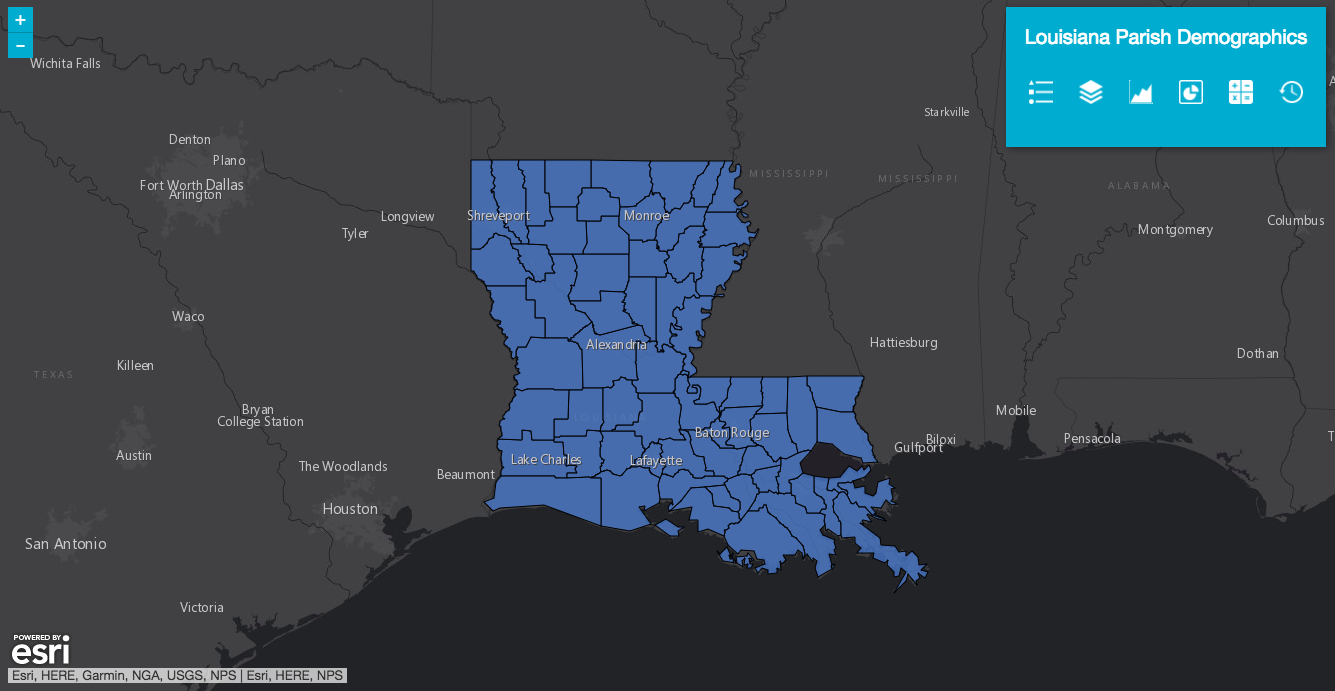 +
−
Louisiana Parish Demographics
Wichita Falls
Starkville
Denton
Plano
MISSISSIPPI
MISSISSIPPI
ALABAMA
Fort Worth
Dallas
Arlington
Longview
Shreveport
Monroe
Columbus
Tyler
Montgomery
Waco
Alexandria
Hattiesburg
Dothan
Killeen
TEXAS
Bryan
College Station
LOUISIANA
Mobile
Baton Rouge
Biloxi
Pensacola
Gulfport
Austin
Lake Charles
Lafayette
The Woodlands
Beaumont
Houston
San Antonio
Victoria
POWERED BY
esri
Esri, HERE, Garmin, NGA, USGS, NPS | Esri, HERE, NPS